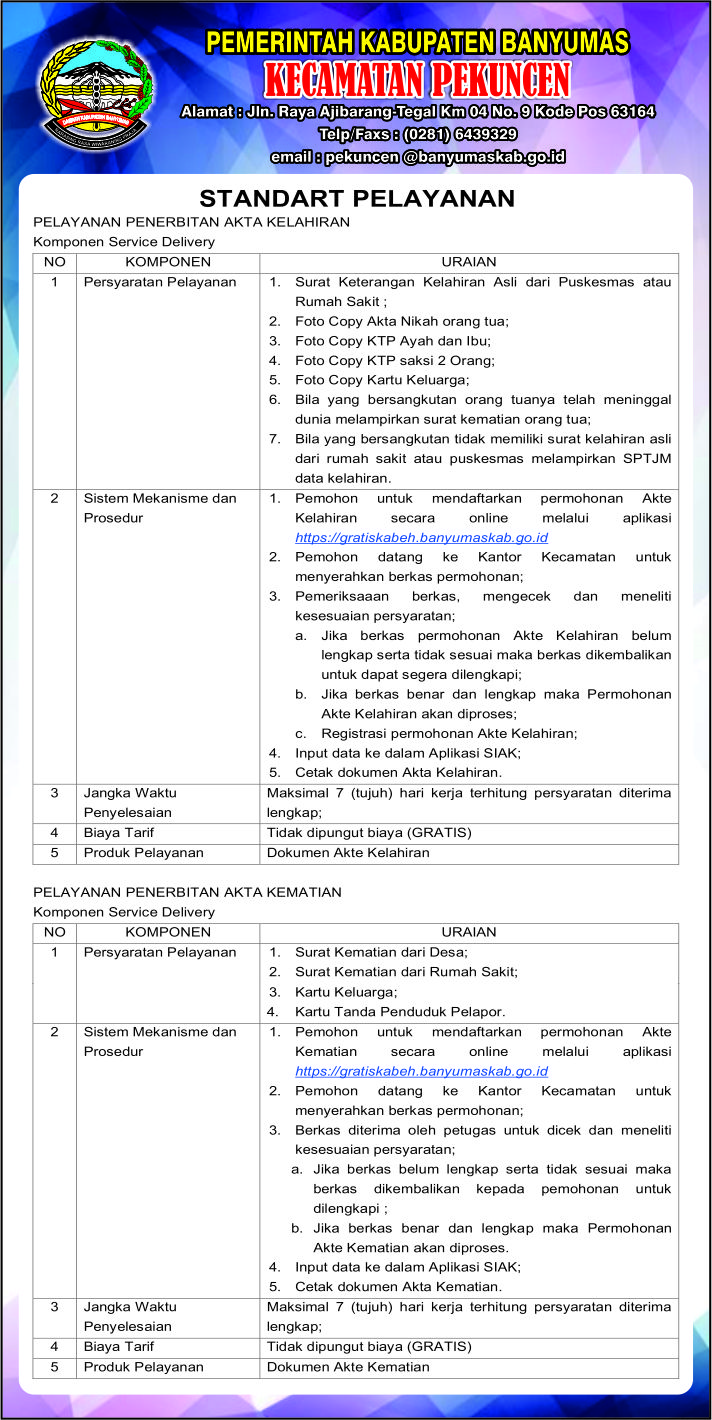 PEMERINTAH KABUPATEN BANYUMAS
KECAMATAN PEKUNCEN
Alamat : Jln. Raya Ajibarang-Tegal Km 04 No. 9 Kode Pos 63164
Telp/Faxs : (0281) 6439329
email : pekuncen @banyumaskab.go.id
STANDART PELAYANAN
PELAYANAN PENERBITAN AKTA KELAHIRAN
Komponen Service Delivery
NO KOMPONEN URAIAN
1 Persyaratan Pelayanan 1. Surat Keterangan Kelahiran Asli dari Puskesmas atau
Rumah Sakit ;
2. Foto Copy Akta Nikah orang tua;
3. Foto Copy KTP Ayah dan Ibu;
4. Foto Copy KTP saksi 2 Orang;
5. Foto Copy Kartu Keluarga;
6. Bila yang bersangkutan orang tuanya telah meninggal
dunia melampirkan surat kematian orang tua;
7. Bila yang bersangkutan tidak memiliki surat kelahiran asli
dari rumah sakit atau puskesmas melampirkan SPTJM
data kelahiran.
2 Sistem Mekanisme dan 1. Pemohon untuk mendaftarkan permohonan Akte
Prosedur Kelahiran secara online melalui aplikasi
https://gratiskabeh.banyumaskab.go.id
2. Pemohon datang ke Kantor Kecamatan untuk
menyerahkan berkas permohonan;
3. Pemeriksaaan berkas, mengecek dan meneliti
kesesuaian persyaratan;
a. Jika berkas permohonan Akte Kelahiran belum
lengkap serta tidak sesuai maka berkas dikembalikan
untuk dapat segera dilengkapi;
b. Jika berkas benar dan lengkap maka Permohonan
Akte Kelahiran akan diproses;
c. Registrasi permohonan Akte Kelahiran;
4. Input data ke dalam Aplikasi SIAK;
5. Cetak dokumen Akta Kelahiran.
3 Jangka Waktu Maksimal 7 (tujuh) hari kerja terhitung persyaratan diterima
Penyelesaian lengkap;
4 Biaya Tarif Tidak dipungut biaya (GRATIS)
5 Produk Pelayanan Dokumen Akte Kelahiran
PELAYANAN PENERBITAN AKTA KEMATIAN
Komponen Service Delivery
NO KOMPONEN URAIAN
1 Persyaratan Pelayanan 1. Surat Kematian dari Desa;
2. Surat Kematian dari Rumah Sakit;
3. Kartu Keluarga;
4. Kartu Tanda Penduduk Pelapor.
2 Sistem Mekanisme dan 1. Pemohon untuk mendaftarkan permohonan Akte
Prosedur Kematian secara online melalui aplikasi
https://gratiskabeh.banyumaskab.go.id
2. Pemohon datang ke Kantor Kecamatan untuk
menyerahkan berkas permohonan;
3. Berkas diterima oleh petugas untuk dicek dan meneliti
kesesuaian persyaratan;
a. Jika berkas belum lengkap serta tidak sesuai maka
berkas dikembalikan kepada pemohonan untuk
dilengkapi ;
b. Jika berkas benar dan lengkap maka Permohonan
Akte Kematian akan diproses.
4. Input data ke dalam Aplikasi SIAK;
5. Cetak dokumen Akta Kematian.
3 Jangka Waktu Maksimal 7 (tujuh) hari kerja terhitung persyaratan diterima
Penyelesaian lengkap;
4 Biaya Tarif Tidak dipungut biaya (GRATIS)
5 Produk Pelayanan Dokumen Akte Kematian